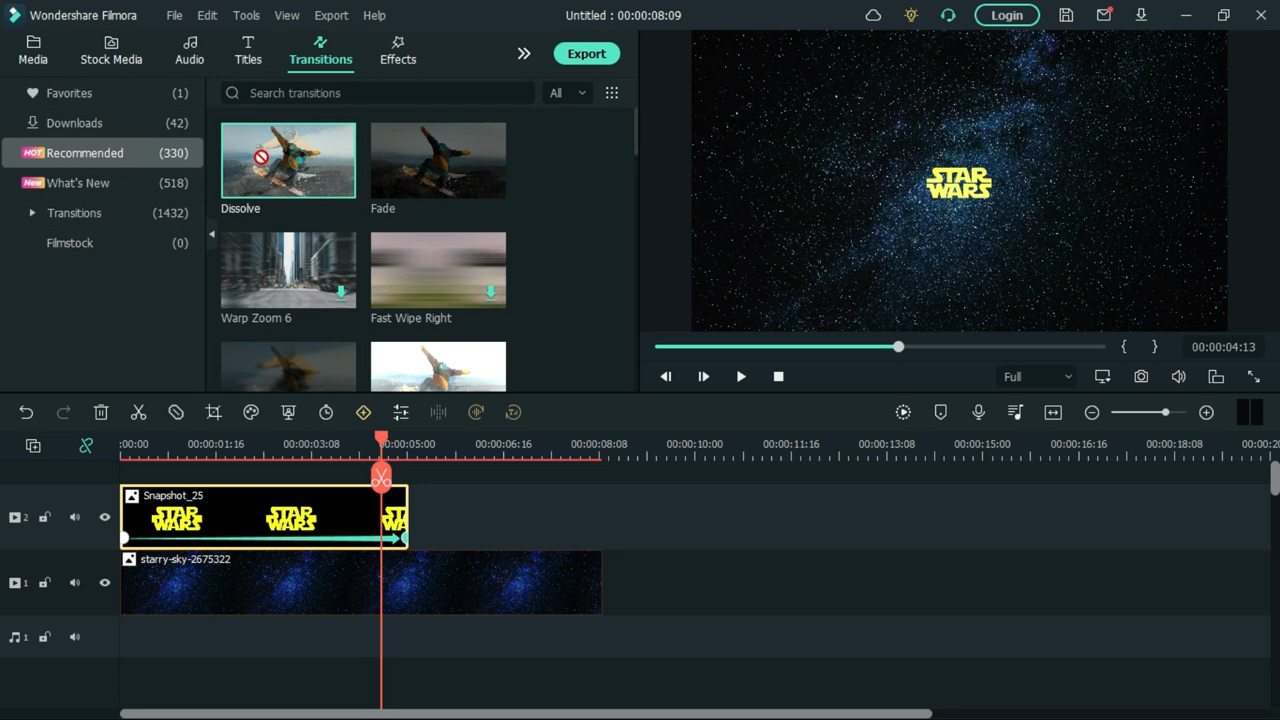 Wondershare Filmora File Edit Tools View Export Help Untitled : 00:00:08:09 Login
Media Stock Media Audio Titles Transitions Effects Export
Favorites (1)
Downloads (42)
HOT Recommended (330)
New What's New (518)
Transitions (1432)
Filmstock (0)
Search transitions All
Dissolve Fade
Warp Zoom 6 Fast Wipe Right
STAR
WARS
00:00:04:13
Full
:00:00 00:00:01:16 00:00:03:08 00:00:05:00 00:00:06:16 00:00:08:08 00:00:10:00 00:00:11:16 00:00:13:08 00:00:15:00 00:00:16:16 00:00:18:08 00:00:20
2 Snapshot_25
STAR WARS STAR WARS STA WA
1 starry-sky-2675322
1